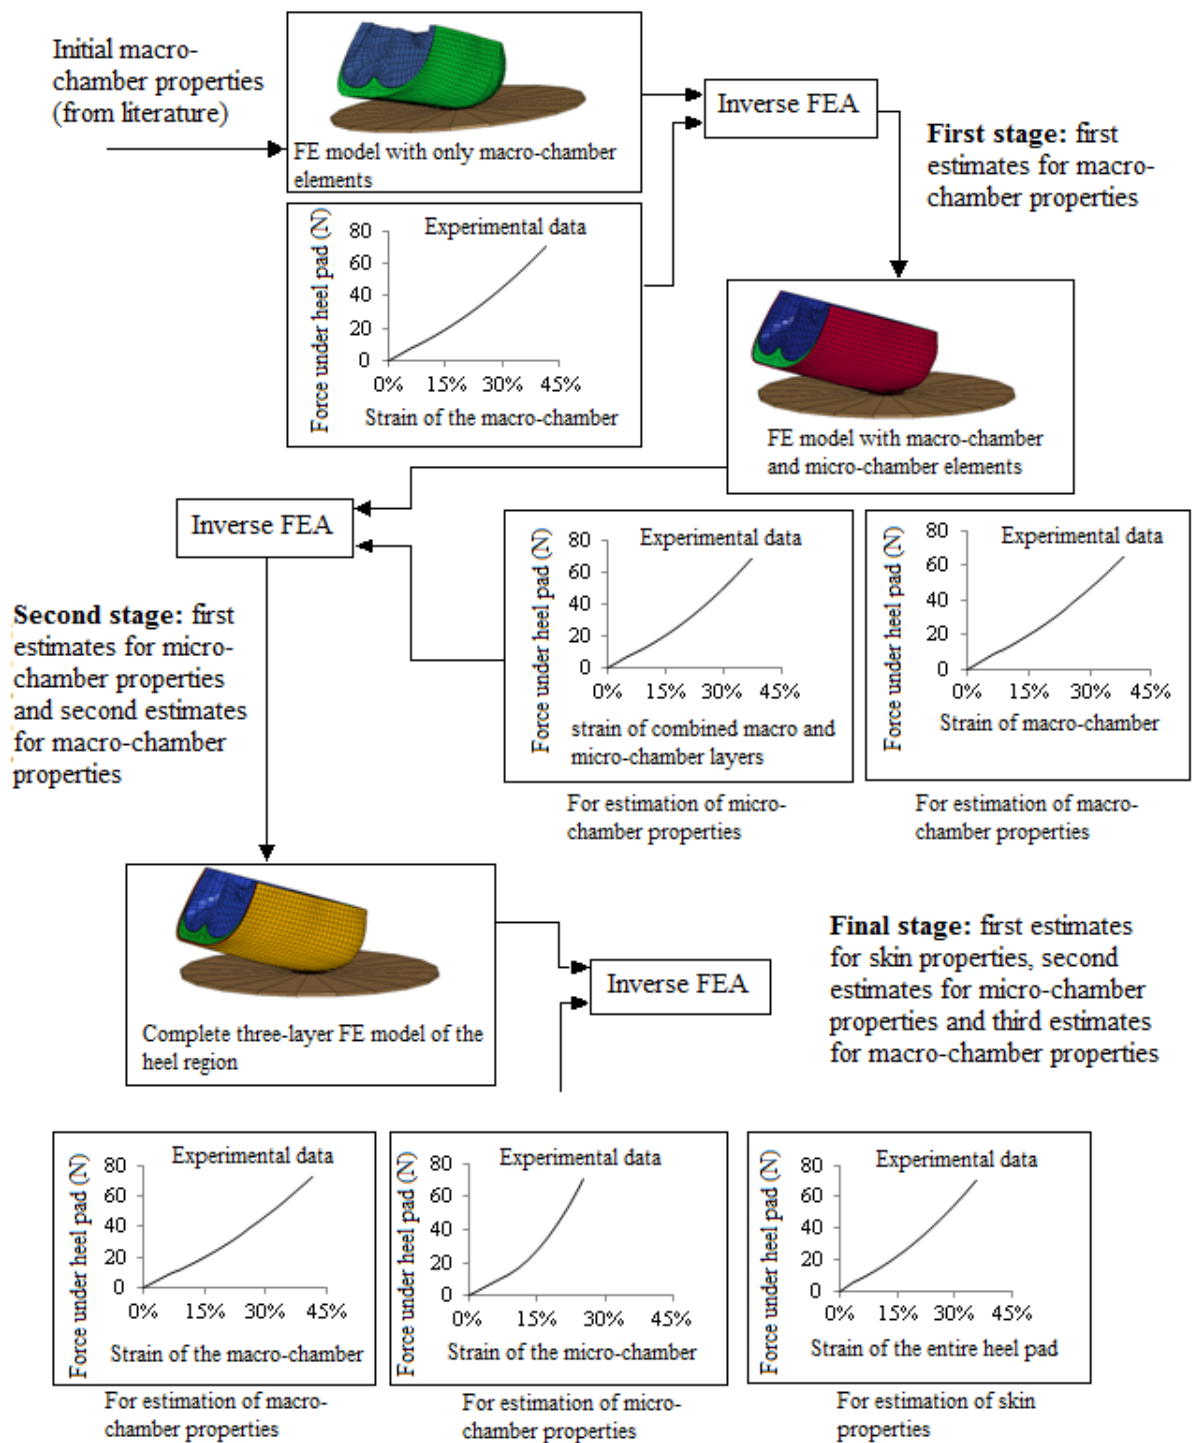 Initial macro-
chamber properties
(from literature)
FE model with only macro-chamber
elements
Inverse FEA
First stage: first
estimates for macro-
chamber properties
Force under heel pad (N)
Experimental data
80
60
40
20
0
0% 15% 30% 45%
Strain of the macro-chamber
FE model with macro-chamber
and micro-chamber elements
Inverse FEA
Second stage: first
estimates for micro-
chamber properties
and second estimates
for macro-chamber
properties
Force under heel pad (N)
Experimental data
80
60
40
20
0
0% 15% 30% 45%
strain of combined macro and
micro-chamber layers
For estimation of micro-
chamber properties
Force under heel pad (N)
Experimental data
80
60
40
20
0
0% 15% 30% 45%
Strain of macro-chamber
For estimation of macro-
chamber properties
Complete three-layer FE model of the
heel region
Inverse FEA
Final stage: first estimates
for skin properties, second
estimates for micro-chamber
properties and third estimates
for macro-chamber properties
Force under heel pad (N)
Experimental data
80
60
40
20
0
0% 15% 30% 45%
Strain of the macro-chamber
For estimation of macro-
chamber properties
Force under heel pad (N)
Experimental data
80
60
40
20
0
0% 15% 30% 45%
Strain of the micro-chamber
For estimation of micro-
chamber properties
Force under heel pad (N)
Experimental data
80
60
40
20
0
0% 15% 30% 45%
Strain of the entire heel pad
For estimation of skin
properties